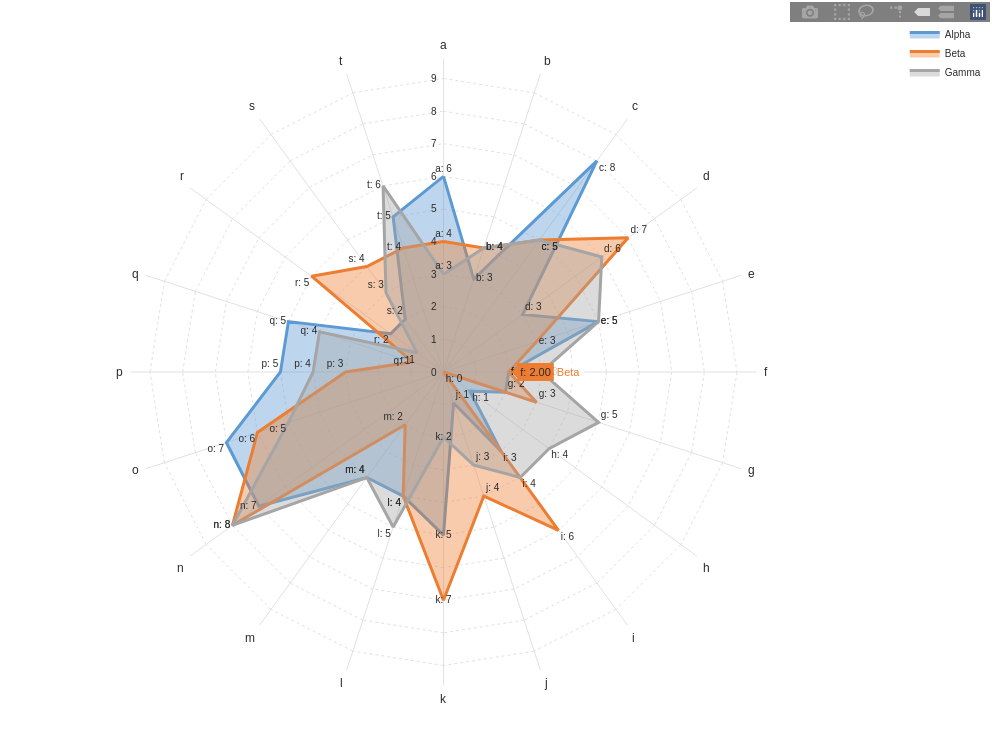 Alpha
Beta
Gamma
a
b
c
d
e
f
g
h
i
j
k
l
m
n
o
p
q
r
s
t
9
8
7
6
5
4
3
2
1
0
a: 6
a: 4
a: 3
b: 4
b: 3
c: 8
c: 5
d: 7
d: 6
d: 3
e: 5
e: 3
f: 2.00
Beta
g: 2
g: 3
g: 5
h: 0
h: 1
h: 4
i: 3
i: 4
i: 6
j: 1
j: 3
j: 4
k: 2
k: 5
k: 7
l: 4
l: 5
m: 2
m: 4
n: 7
n: 8
o: 7
o: 6
o: 5
p: 5
p: 4
p: 3
q: 5
q: 4
q: 1
r: 5
r: 2
s: 4
s: 3
s: 2
t: 6
t: 5
t: 4